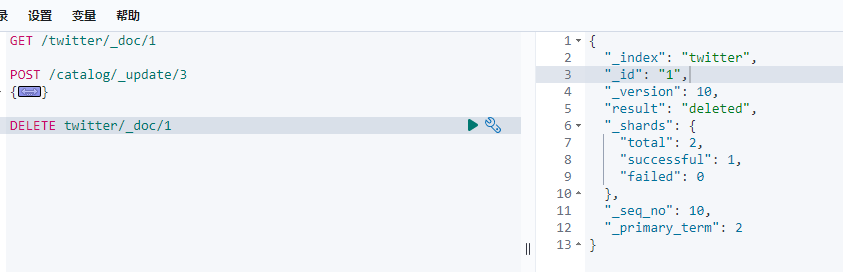 录 设置 变量 帮助
GET /twitter/_doc/1
POST /catalog/_update/3
{}
DELETE twitter/_doc/1
1 {
2 "_index": "twitter",
3 "_id": "1",
4 "_version": 10,
5 "result": "deleted",
6 "_shards": {
7 "total": 2,
8 "successful": 1,
9 "failed": 0
10 },
11 "_seq_no": 10,
12 "_primary_term": 2
13 }